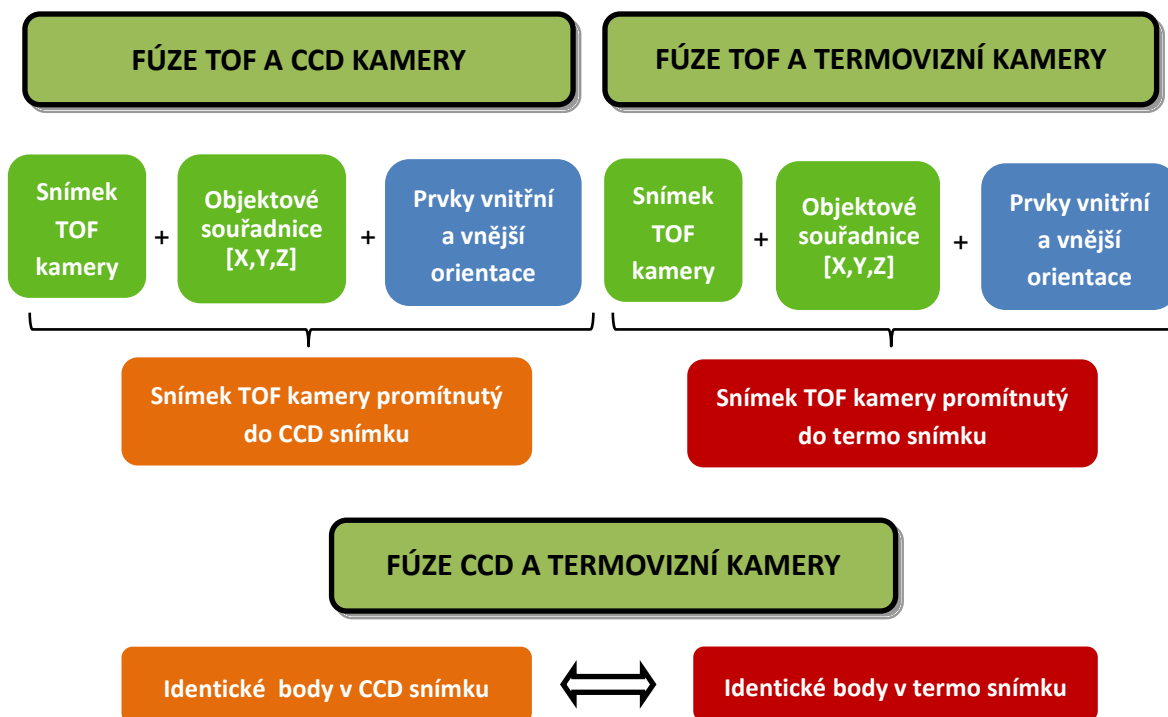 FÚZE TOF A CCD KAMERY
FÚZE TOF A TERMOVIZNÍ KAMERY
Snímek
TOF
kamery
+
Objektové
souřadnice
[X,Y,Z]
+
Prvky vnitřní
a vnější
orientace
Snímek
TOF
kamery
+
Objektové
souřadnice
[X,Y,Z]
+
Prvky vnitřní
a vnější
orientace
Snímek TOF kamery promítnutý
do CCD snímku
Snímek TOF kamery promítnutý
do termo snímku
FÚZE CCD A TERMOVIZNÍ KAMERY
Identické body v CCD snímku
Identické body v termo snímku